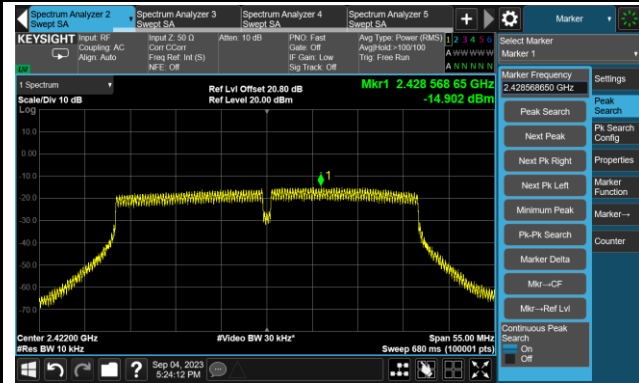 Spectrum Analyzer 2
Swept SA
Spectrum Analyzer 3
Swept SA
Spectrum Analyzer 4
Swept SA
Spectrum Analyzer 5
Swept SA
+
Marker
KEYSIGHT
Input: RF
Coupling: AC
Align: Auto
Input Z: 50 Ω
Corr CCorr
Freq Ref: Int (S)
NFE: Off
Atten: 10 dB
PNO: Fast
Gate: Off
IF Gain: Low
Sig Track: Off
Avg Type: Power (RMS)
Avg|Hold:>100/100
Trig: Free Run
1 2 3 4 5 6
A W W W W W
A N N N N N
Select Marker
Marker 1
1 Spectrum
Scale/Div 10 dB
Log
Ref Lvl Offset 20.80 dB
Ref Level 20.00 dBm
Mkr1 2.428 568 65 GHz
-14.902 dBm
10.0
0.00
-10.0
-20.0
-30.0
-40.0
-50.0
-60.0
-70.0
1
Center 2.42200 GHz
#Res BW 10 kHz
#Video BW 30 kHz*
Span 55.00 MHz
Sweep 680 ms (100001 pts)
Marker Frequency
2.428568650 GHz
Peak Search
Next Peak
Next Pk Right
Next Pk Left
Minimum Peak
Pk-Pk Search
Marker Delta
Mkr→CF
Mkr→Ref Lvl
Continuous Peak
Search
On
Off
Settings
Peak
Search
Pk Search
Config
Properties
Marker
Function
Marker→
Counter
?
Sep 04, 2023
5:24:12 PM